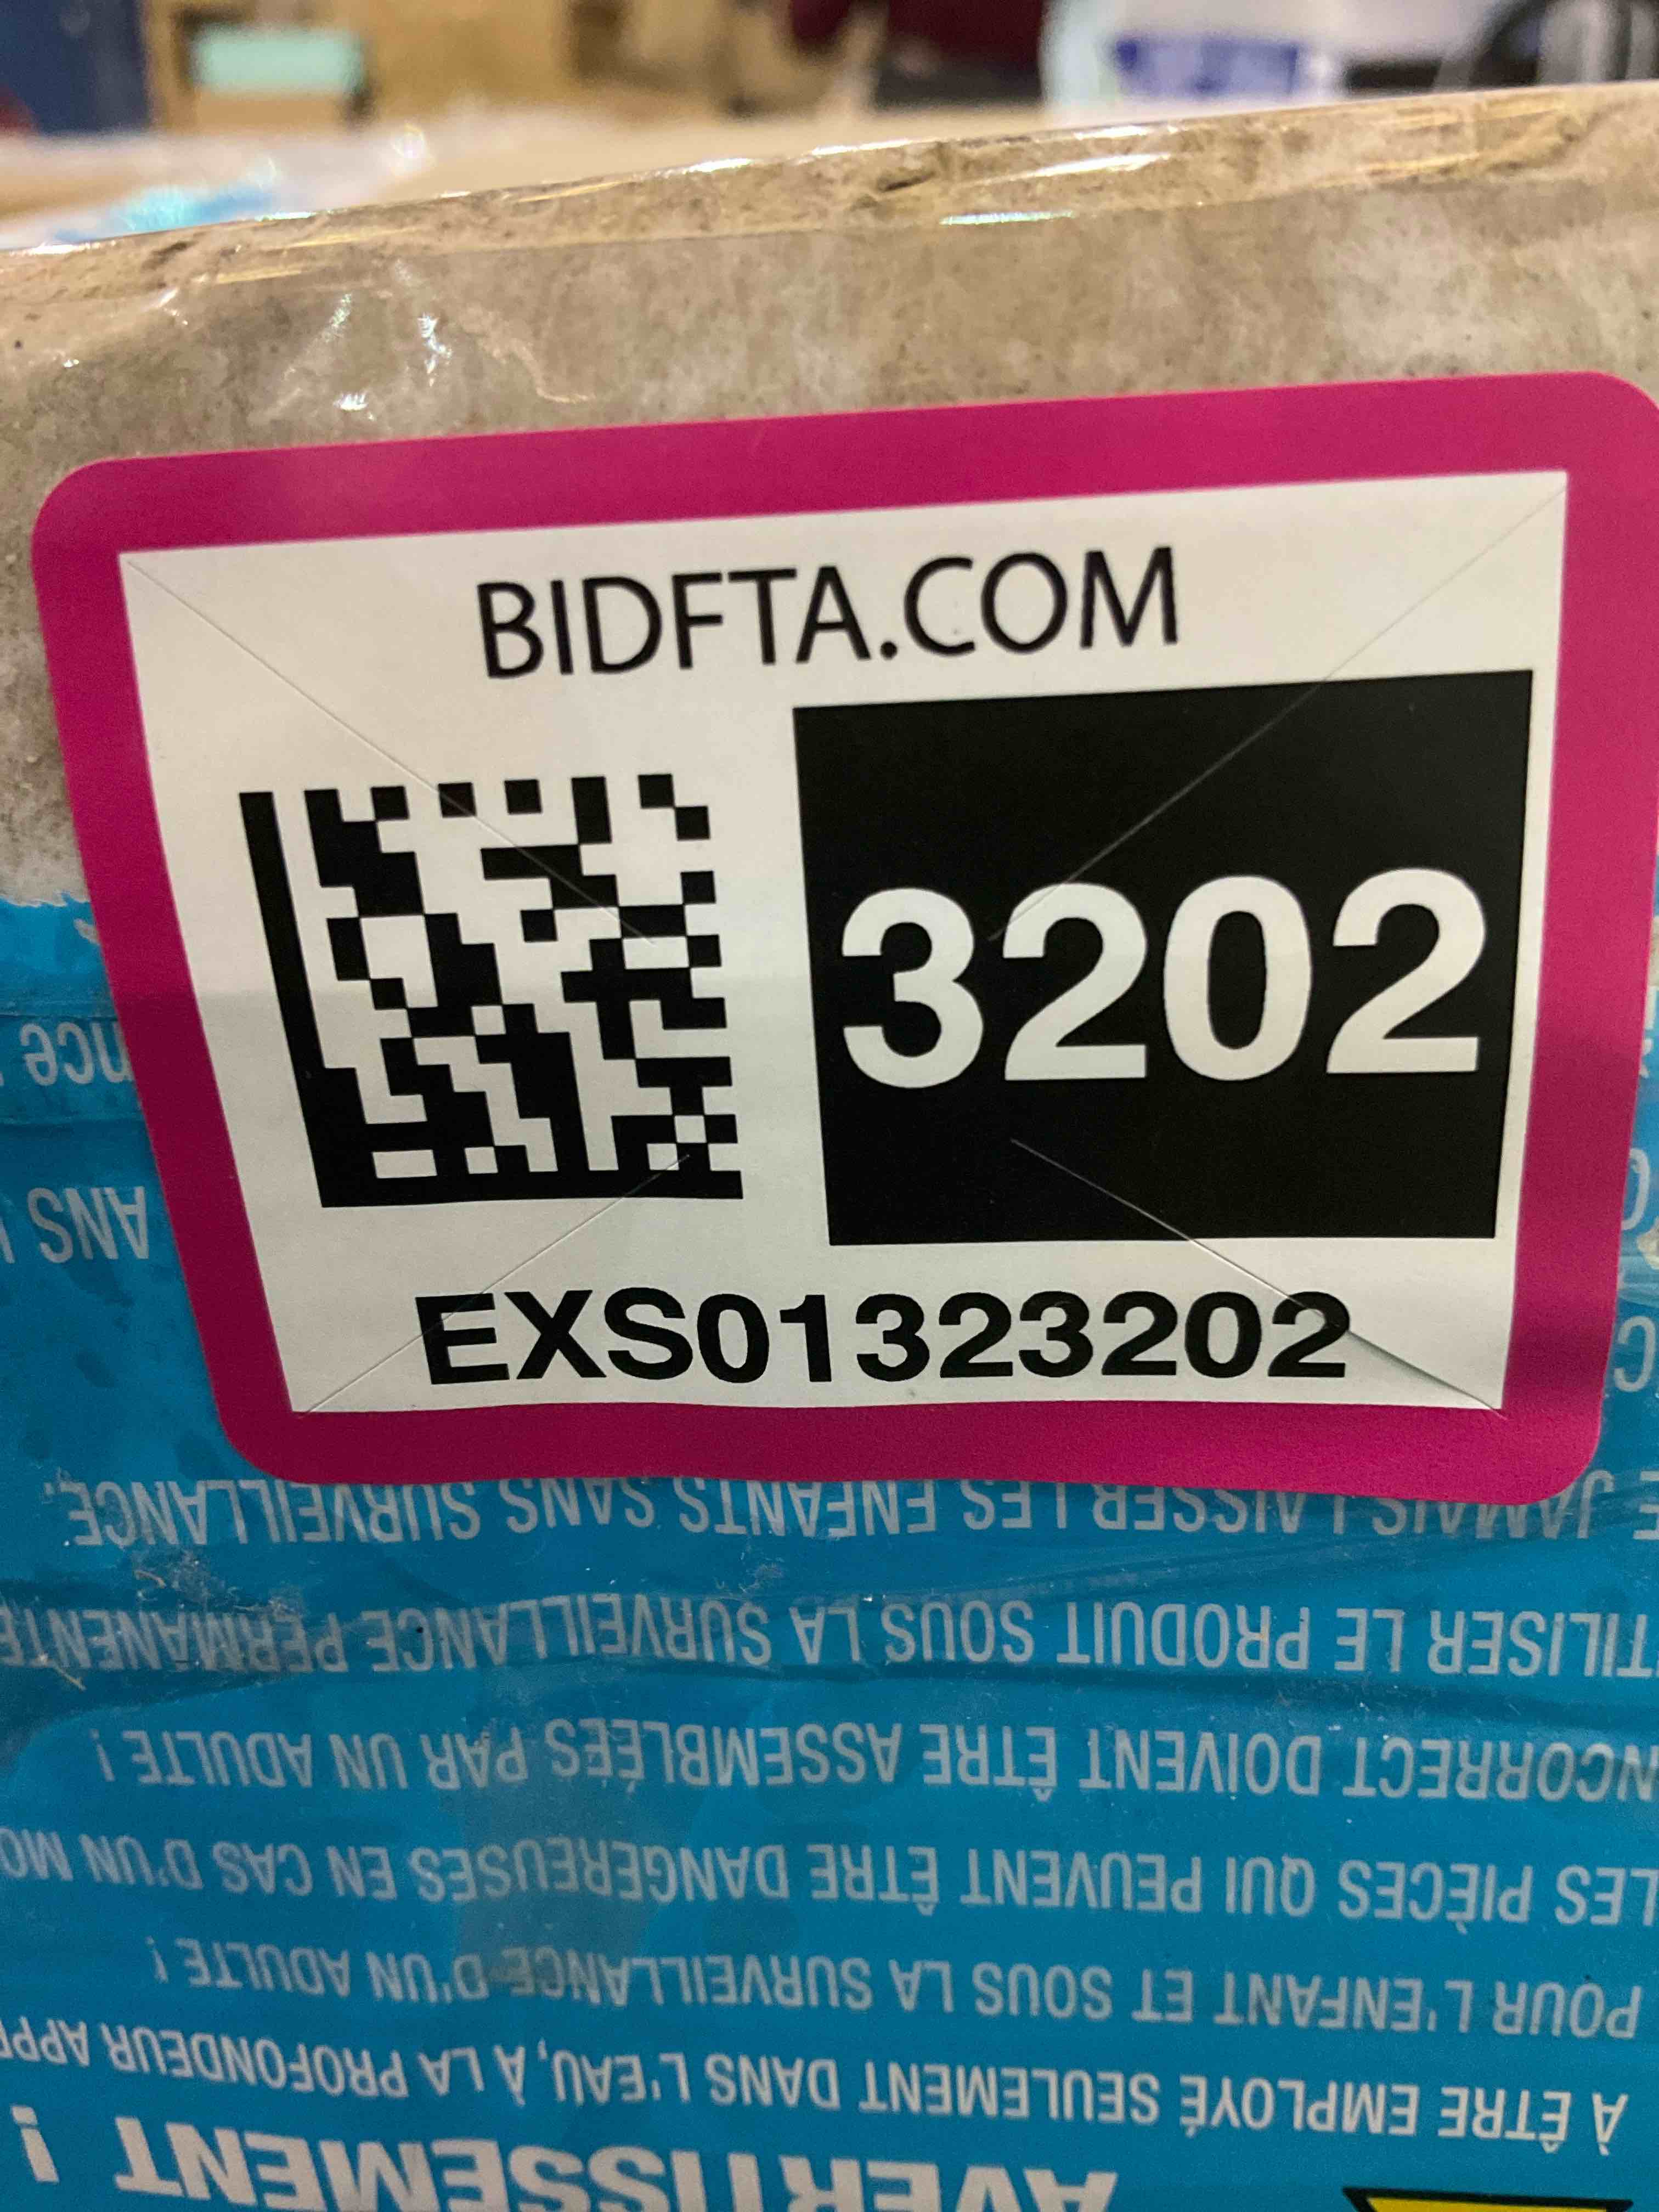 BIDFTA.COM
3202
EXS01323202
AVERTISSEMENT !
À ÊTRE EMPLOYÉ SEULEMENT DANS L'EAU, À LA PROFONDEUR
POUR L'ENFANT ET SOUS LA SURVEILLANCE D'UN ADULTE !
LES PIÈCES QUI PEUVENT ÊTRE DANGEREUSES EN CAS D'UN
DOIVENT ÊTRE ASSEMBLÉES PAR UN ADULTE !
LE PRODUIT SOUS LA SURVEILLANCE PERMANENTE
JAMAIS LAISSER LES ENFANTS SANS SURVEILLANCE.
ANS